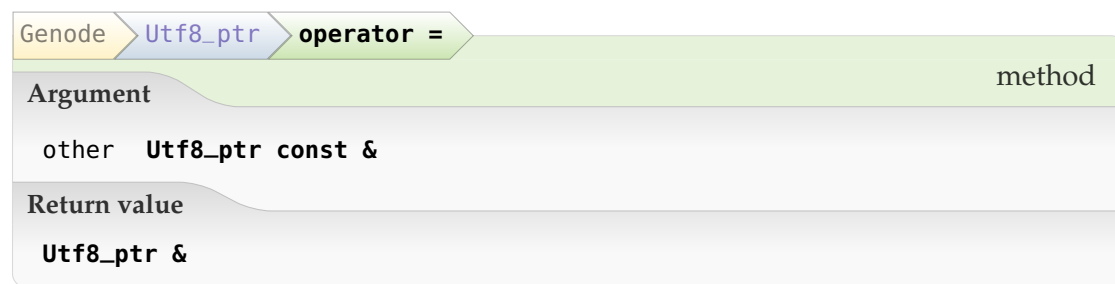 Genode Utf8_ptr operator =
method
Argument
other Utf8_ptr const &
Return value
Utf8_ptr &